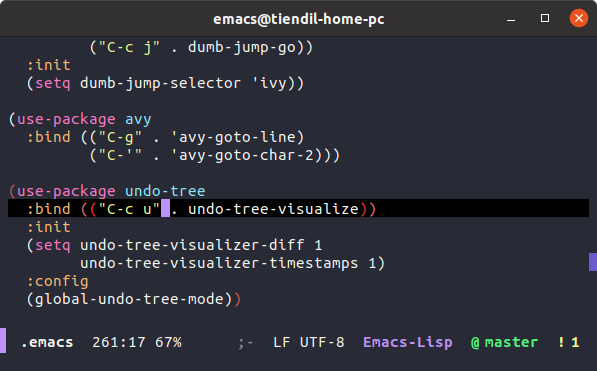 emacs@tiendil-home-pc
("C-c j" . dumb-jump-go))
:init
(setq dumb-jump-selector 'ivy))
(use-package avy
:bind (("C-g" . 'avy-goto-line)
("C-'" . 'avy-goto-char-2)))
(use-package undo-tree
:bind (("C-c u" . undo-tree-visualize))
:init
(setq undo-tree-visualizer-diff 1
undo-tree-visualizer-timestamps 1)
:config
(global-undo-tree-mode))
.emacs 261:17 67% ;- LF UTF-8 Emacs-Lisp @master !1